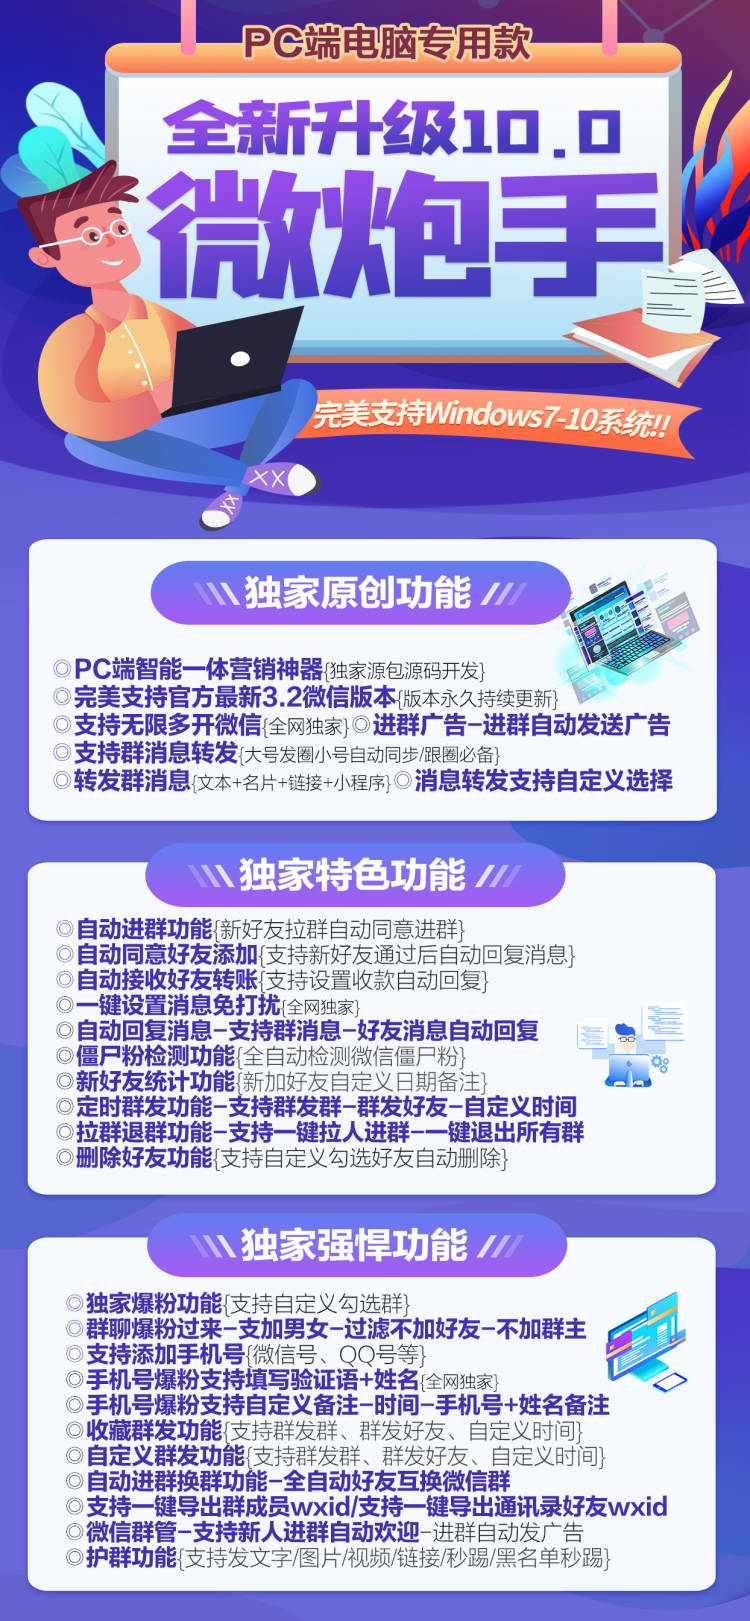 PC端电脑专用款
全新升级10.0
微炮手
完美支持Windows7-10系统!!
独家原创功能
◎PC端智能一体营销神器{独家源包源码开发}
◎完美支持官方最新3.2微信版本{版本永久持续更新}
◎支持无限多开微信{全网独家}◎进群广告-进群自动发送广告
◎支持群消息转发{大号发圈小号自动同步/跟圈必备}
◎转发群消息{文本+名片+链接+小程序}◎消息转发支持自定义选择
独家特色功能
◎自动进群功能{新好友拉群自动同意进群}
◎自动同意好友添加{支持新好友通过后自动回复消息}
◎自动接收好友转账{支持设置收款自动回复}
◎一键设置消息免打扰{全网独家}
◎自动回复消息-支持群消息-好友消息自动回复
◎僵尸粉检测功能{全自动检测微信僵尸粉}
◎新好友统计功能{新加好友自定义日期备注}
◎定时群发功能-支持群发群-群发好友-自定义时间
◎拉群退群功能-支持一键拉人进群-一键退出所有群
◎删除好友功能{支持自定义勾选好友自动删除}
独家强悍功能
◎独家爆粉功能{支持自定义勾选群}
◎群聊爆粉过来-支加男女-过滤不加好友-不加群主
◎支持添加手机号{微信号、QQ号等}
◎手机号爆粉支持填写验证语+姓名{全网独家}
◎手机号爆粉支持自定义备注-时间-手机号+姓名备注
◎收藏群发功能{支持群发群、群发好友、自定义时间}
◎自定义群发功能{支持群发群、群发好友、自定义时间}
◎自动进群换群功能-全自动好友互换微信群
◎支持一键导出群成员wxid/支持一键导出通讯录好友wxid
◎微信群管-支持新人进群自动欢迎-进群自动发广告
◎护群功能{支持发文字/图片/视频/链接/秒踢/黑名单秒踢}